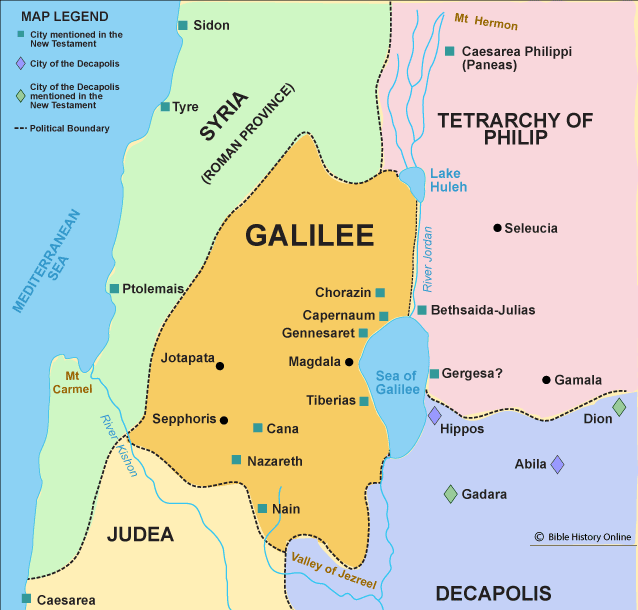 MAP LEGEND
City mentioned in the
New Testament
City of the Decapolis
City of the Decapolis
mentioned in the
New Testament
Political Boundary
Sidon
Mt Hermon
Caesarea Philippi
(Paneas)
Tyre
SYRIA
(ROMAN PROVINCE)
TETRARCHY OF
PHILIP
Lake
Huleh
Seleucia
GALILEE
River Jordan
MEDITERRANEAN
SEA
Ptolemais
Chorazin
Capernaum
Bethsaida-Julias
Gennesaret
Jotapata
Magdala
Sea of
Galilee
Gergesa?
Gamala
Mt
Carmel
Tiberias
Sepphoris
Cana
Hippos
Dion
River Kishon
Nazareth
Abila
Gadara
Nain
JUDEA
© Bible History Online
Valley of Jezreel
DECAPOLIS
Caesarea